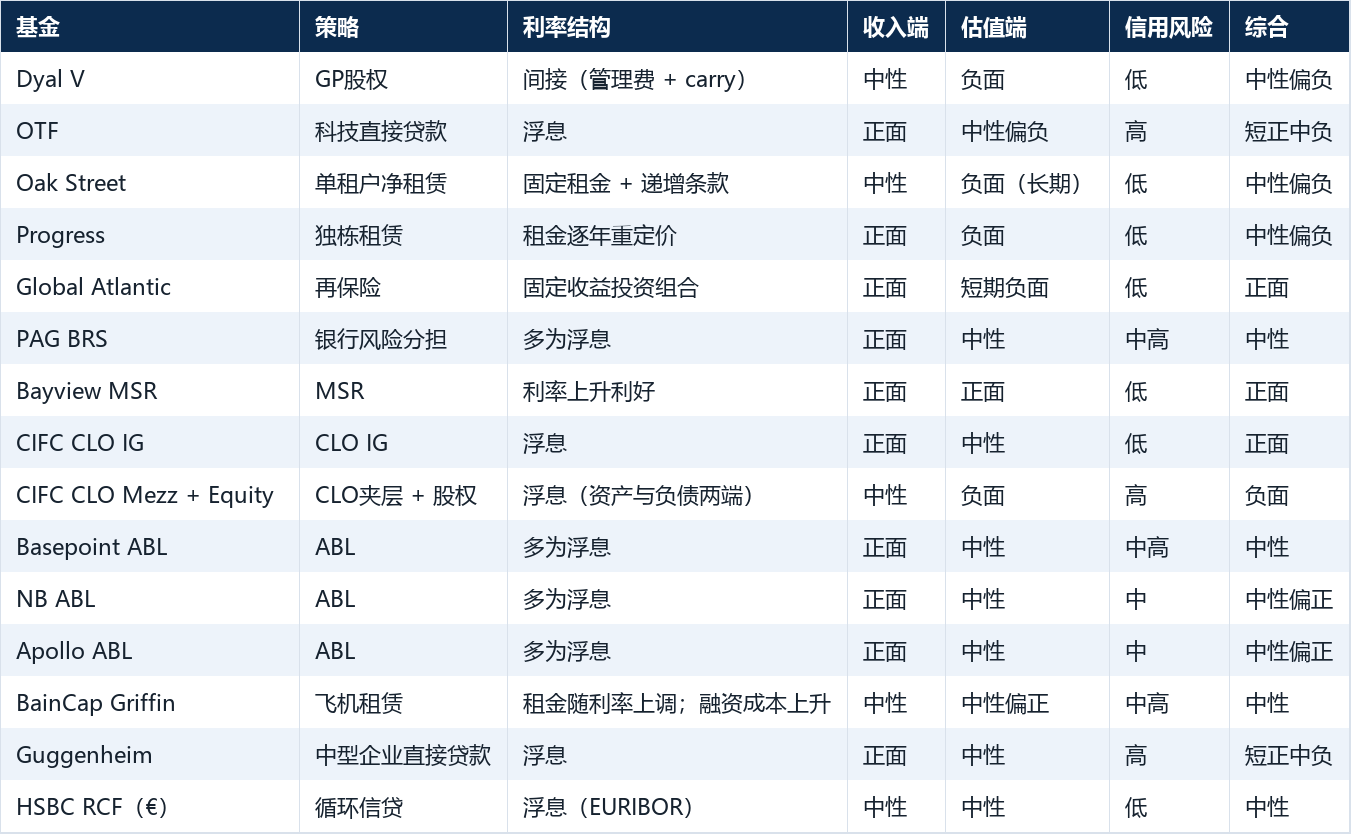 基金 策略 利率结构 收入端 估值端 信用风险 综合
Dyal V GP股权 间接（管理费 + carry） 中性 负面 低 中性偏负
OTF 科技直接贷款 浮息 正面 中性偏负 高 短正中负
Oak Street 单租户净租赁 固定租金 + 递增条款 中性 负面（长期） 低 中性偏负
Progress 独栋租赁 租金逐年重定价 正面 负面 低 中性偏负
Global Atlantic 再保险 固定收益投资组合 正面 短期负面 低 正面
PAG BRS 银行风险分担 多为浮息 正面 中性 中高 中性
Bayview MSR MSR 利率上升利好 正面 正面 低 正面
CIFC CLO IG CLO IG 浮息 正面 中性 低 正面
CIFC CLO Mezz + Equity CLO夹层 + 股权 浮息（资产与负债两端） 中性 负面 高 负面
Basepoint ABL ABL 多为浮息 正面 中性 中高 中性
NB ABL ABL 多为浮息 正面 中性 中 中性偏正
Apollo ABL ABL 多为浮息 正面 中性 中 中性偏正
BainCap Griffin 飞机租赁 租金随利率上调；融资成本上升 中性 中性偏正 中高 中性
Guggenheim 中型企业直接贷款 浮息 正面 中性 高 短正中负
HSBC RCF（€） 循环信贷 浮息（EURIBOR） 中性 中性 低 中性